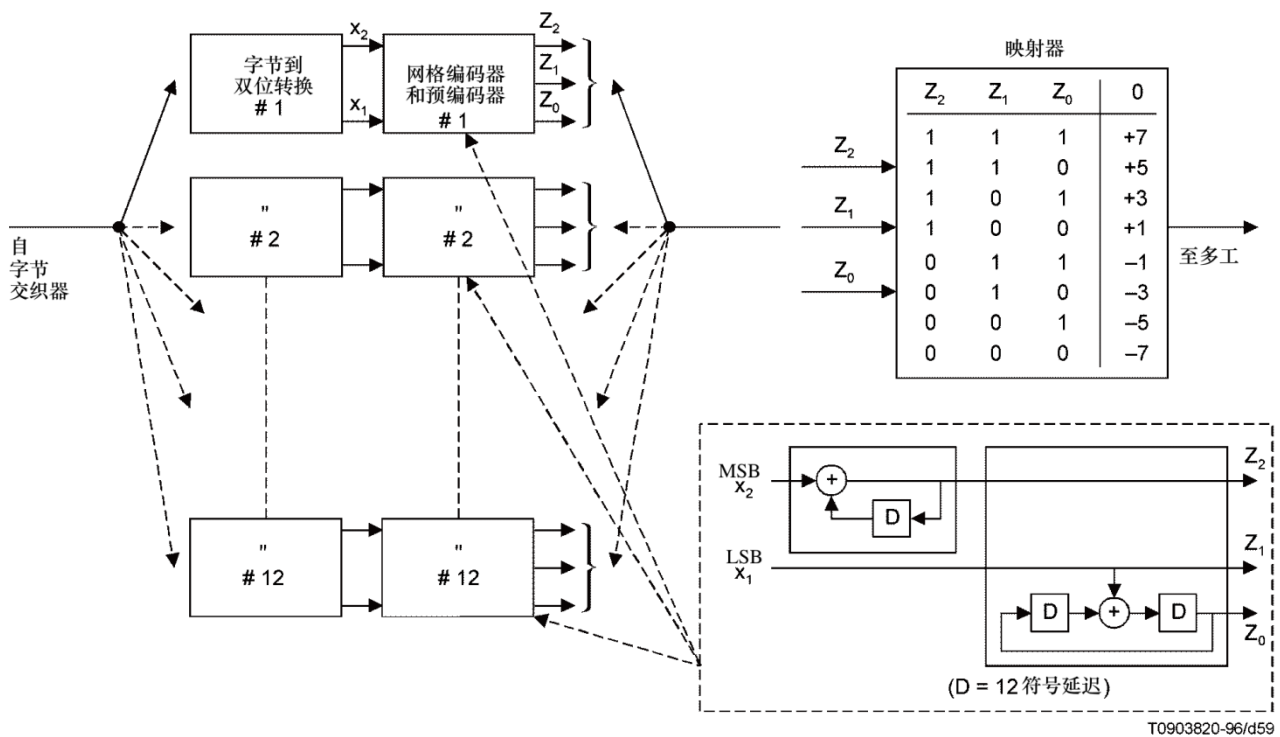 字节到
双位转换
# 1
X₂
X₁
网格编码器
和预编码器
# 1
Z₂
Z₁
Z₀
"
# 2
"
# 2
自
字节
交织器
"
# 12
"
# 12
映射器
Z₂
Z₁
Z₀
Z₂ Z₁ Z₀ 0
1 1 1 +7
1 1 0 +5
1 0 1 +3
1 0 0 +1
0 1 1 –1
0 1 0 –3
0 0 1 –5
0 0 0 –7
至多工
MSB
X₂
+
D
Z₂
LSB
X₁
Z₁
D
+
D
Z₀
(D = 12 符号延迟)
T0903820-96/d59